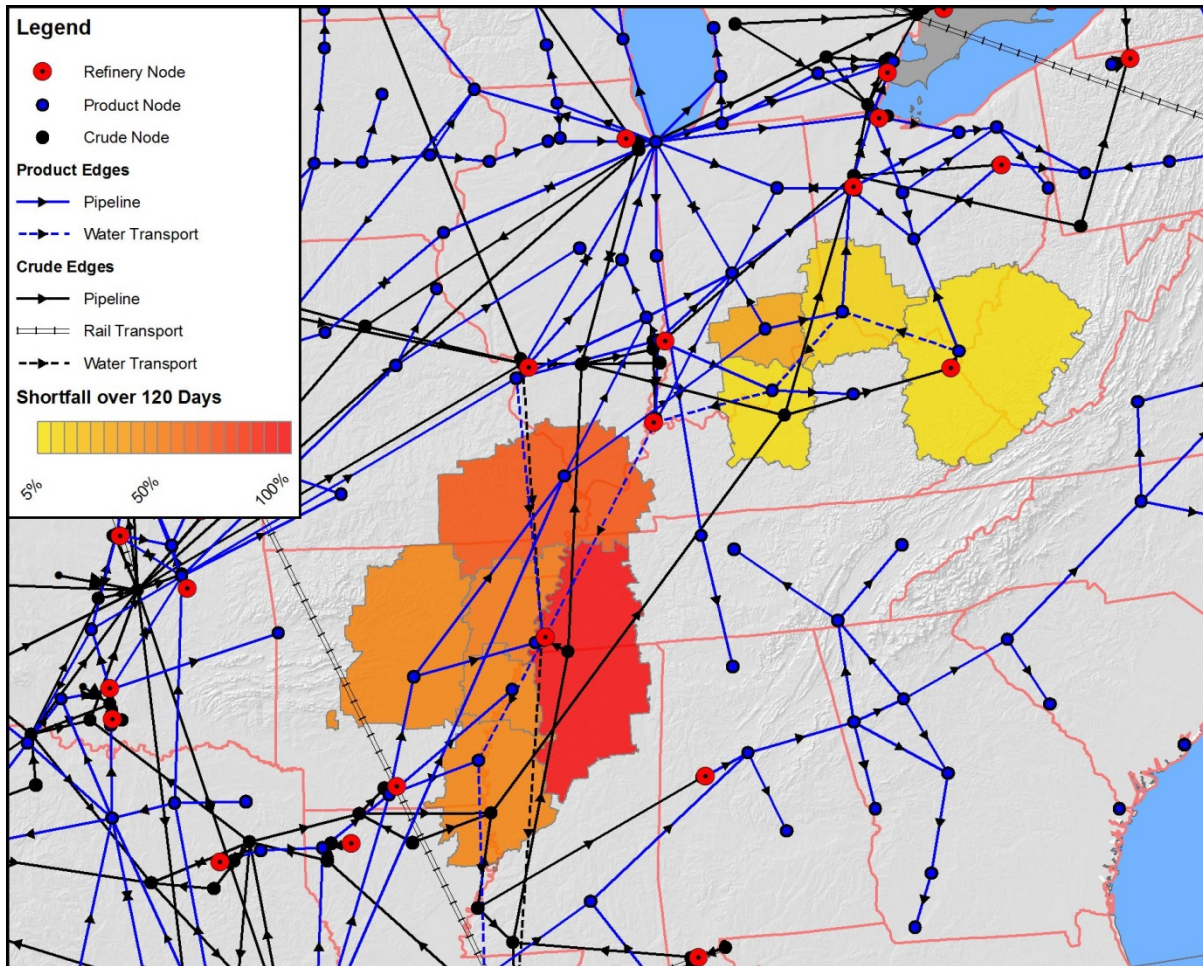 Legend
Refinery Node
Product Node
Crude Node
Product Edges
Pipeline
Water Transport
Crude Edges
Pipeline
Rail Transport
Water Transport
Shortfall over 120 Days
5% 50% 100%